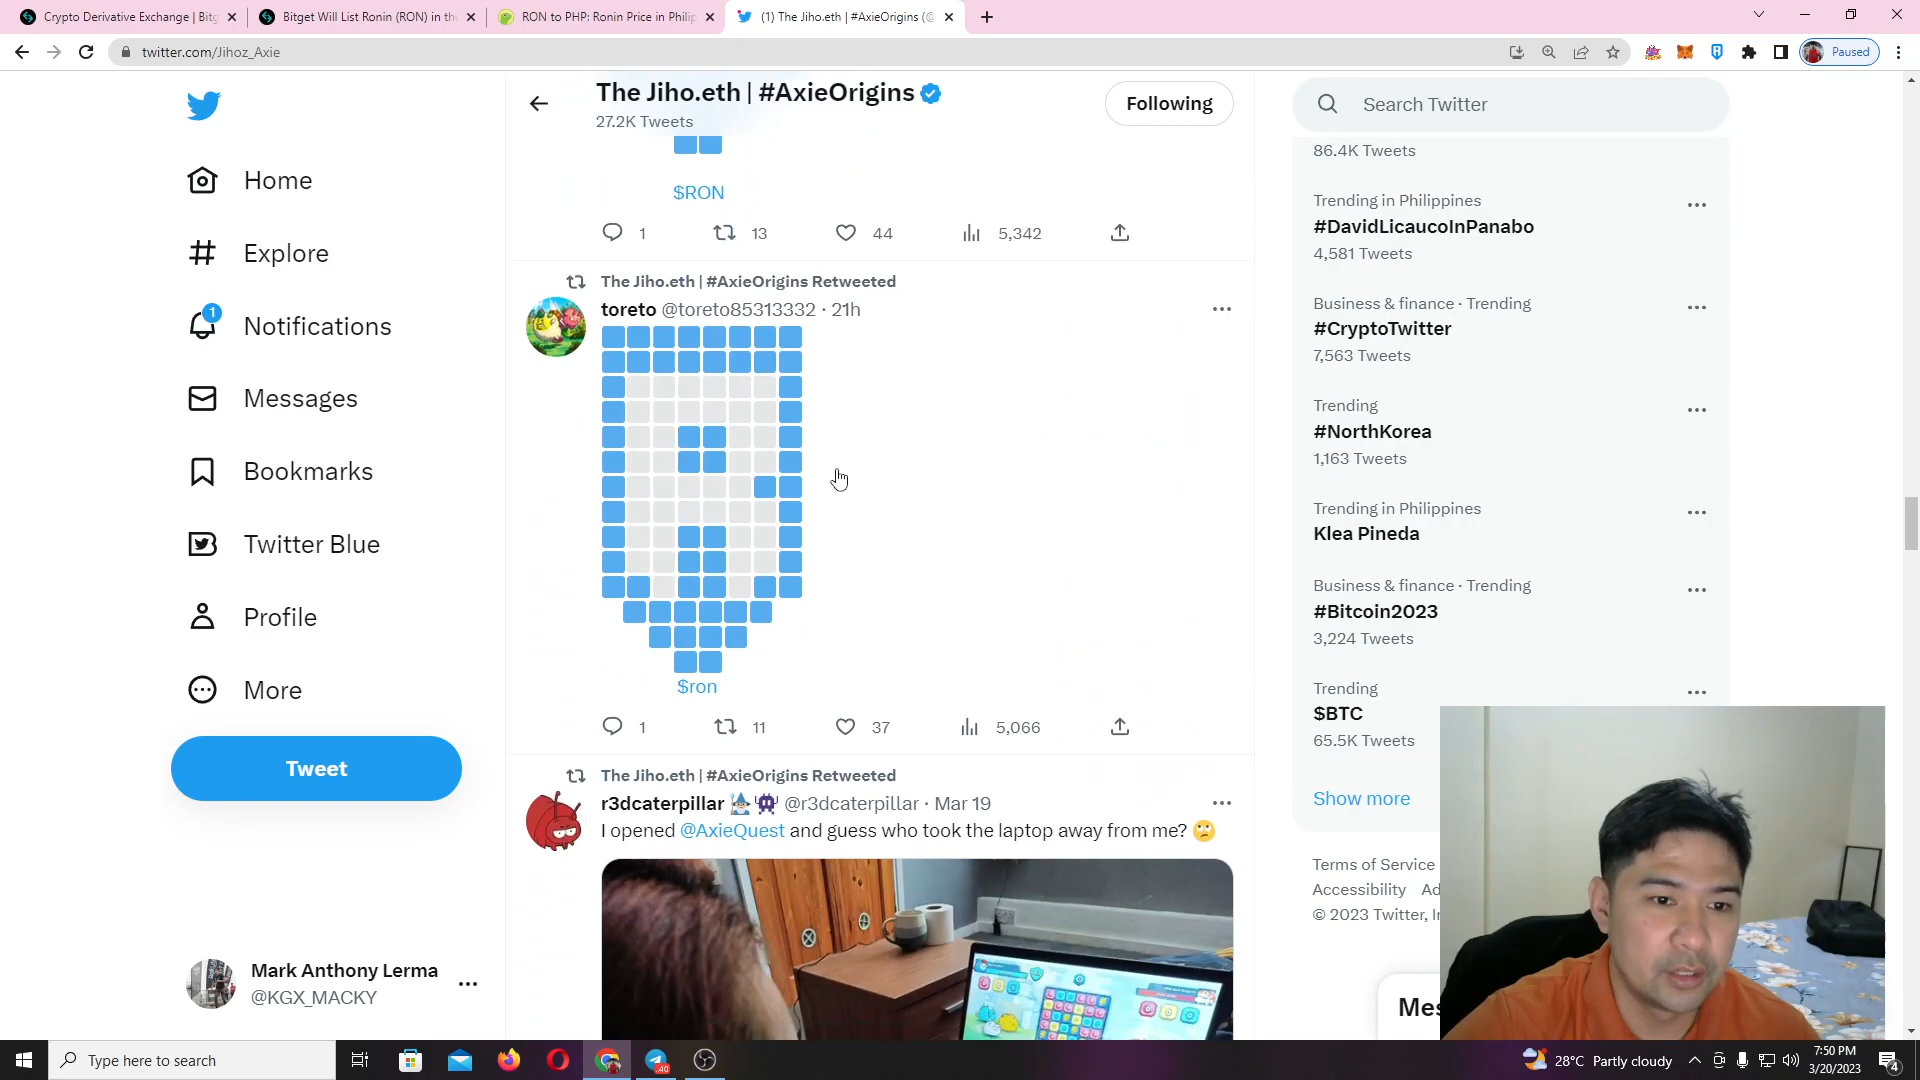 Crypto Derivative Exchange | Bitg
Bitget Will List Ronin (RON) in th
RON to PHP: Ronin Price in Philip
(1) The Jiho.eth | #AxieOrigins (@
twitter.com/Jihoz_Axie
Paused
The Jiho.eth | #AxieOrigins
27.2K Tweets
Following
Search Twitter
Home
Explore
1
Notifications
Messages
Bookmarks
Twitter Blue
Profile
More
Tweet
Mark Anthony Lerma
@KGX_MACKY
$RON
1
13
44
5,342
The Jiho.eth | #AxieOrigins Retweeted
toreto @toreto85313332 · 21h
$ron
1
11
37
5,066
The Jiho.eth | #AxieOrigins Retweeted
r3dcaterpillar 🧙🏻‍♂️👾 @r3dcaterpillar · Mar 19
I opened @AxieQuest and guess who took the laptop away from me? 🙄
86.4K Tweets
Trending in Philippines
#DavidLicaucoInPanabo
4,581 Tweets
Business & finance · Trending
#CryptoTwitter
7,563 Tweets
Trending
#NorthKorea
1,163 Tweets
Trending in Philippines
Klea Pineda
Business & finance · Trending
#Bitcoin2023
3,224 Tweets
Trending
$BTC
65.5K Tweets
Show more
Terms of Service
Accessibility Ad
© 2023 Twitter, In
Mes
Type here to search
40
28°C Partly cloudy
7:50 PM
3/20/2023
4